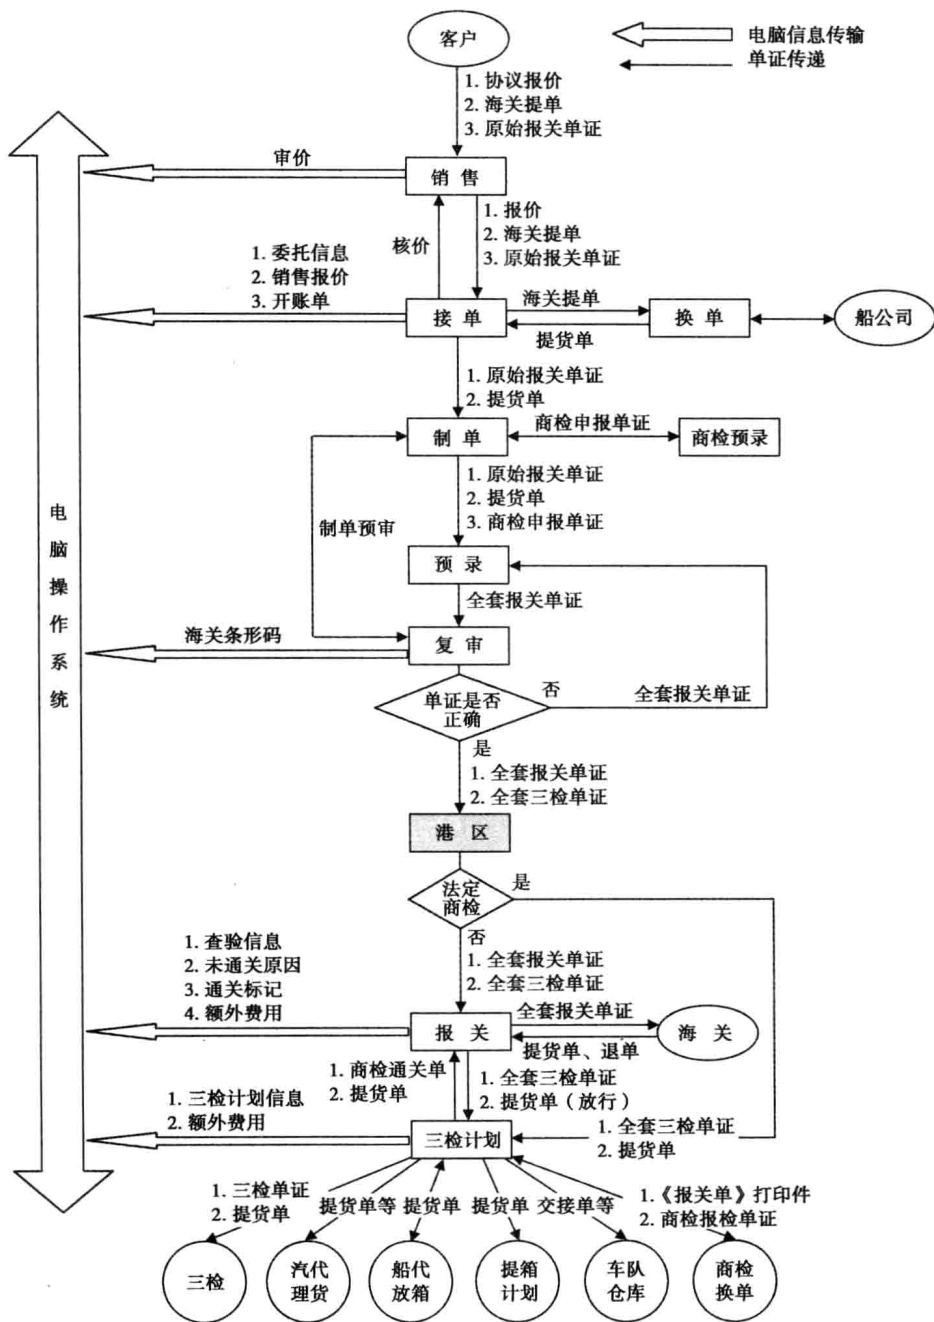 客户
电脑信息传输
单证传递
1. 协议报价
2. 海关提单
3. 原始报关单证
审价
销 售
核价
1. 报价
2. 海关提单
3. 原始报关单证
1. 委托信息
2. 销售报价
3. 开账单
接 单
海关提单
提货单
换 单
船公司
1. 原始报关单证
2. 提货单
制 单
商检申报单证
商检预录
1. 原始报关单证
2. 提货单
3. 商检申报单证
制单预审
电脑操作系统
预 录
全套报关单证
海关条形码
复 审
单证是否
正确
否
全套报关单证
是
1. 全套报关单证
2. 全套三检单证
港 区
法定
商检
是
否
1. 全套报关单证
2. 全套三检单证
1. 查验信息
2. 未通关原因
3. 通关标记
4. 额外费用
报 关
全套报关单证
提货单、退单
海 关
1. 商检通关单
2. 提货单
1. 全套三检单证
2. 提货单（放行）
1. 三检计划信息
2. 额外费用
三检计划
1. 全套三检单证
2. 提货单
1. 三检单证
2. 提货单
提货单等
提货单
提货单
交接单等
1.《报关单》打印件
2. 商检报检单证
三检
汽代
理货
船代
放箱
提箱
计划
车队
仓库
商检
换单